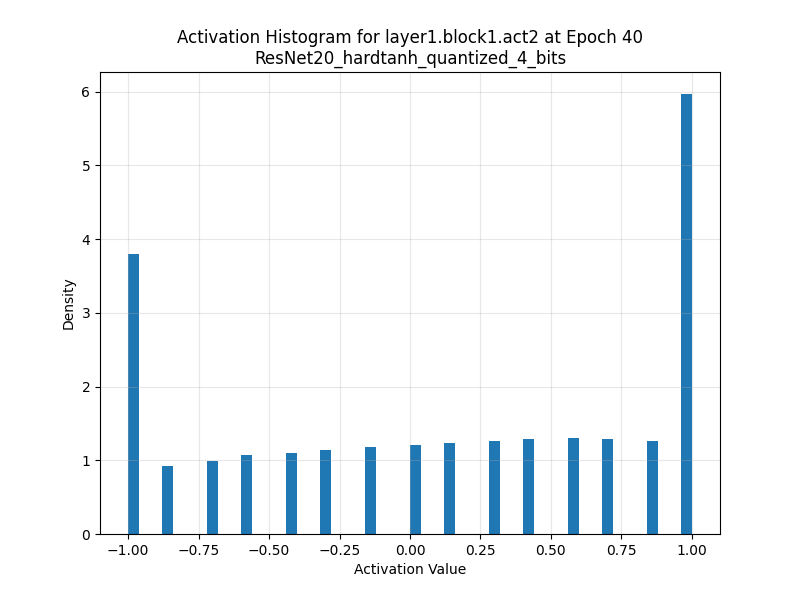 Activation Histogram for layer1.block1.act2 at Epoch 40
ResNet20_hardtanh_quantized_4_bits
Density
6
5
4
3
2
1
0
−1.00 −0.75 −0.50 −0.25 0.00 0.25 0.50 0.75 1.00
Activation Value